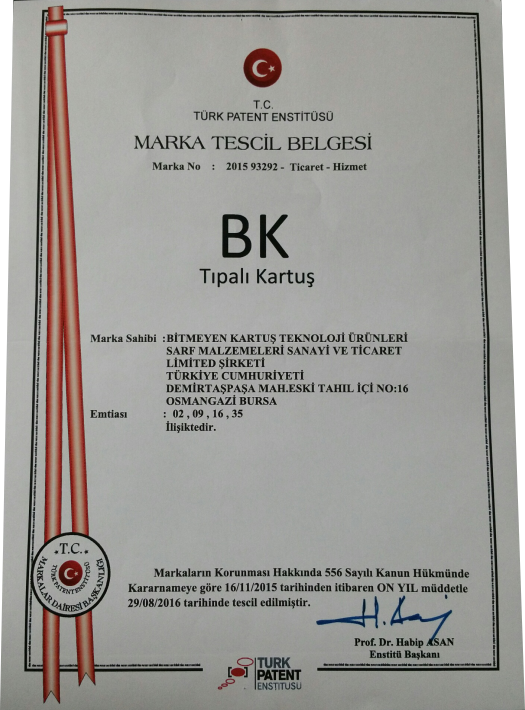 T.C.
TÜRK PATENT ENSTİTÜSÜ
MARKA TESCİL BELGESİ
Marka No : 2015 93292 - Ticaret - Hizmet
BK
Tıpalı Kartuş
Marka Sahibi :BİTMEYEN KARTUŞ TEKNOLOJİ ÜRÜNLERİ
SARF MALZEMELERİ SANAYİ VE TİCARET
LİMİTED ŞİRKETİ
TÜRKİYE CUMHURİYETİ
DEMİRTAŞPAŞA MAH.ESKİ TAHIL İÇİ NO:16
OSMANGAZİ BURSA
Emtiası : 02 , 09 , 16 , 35
İlişiktedir.
T.C.
TÜRK PATENT ENSTİTÜSÜ
MARKALAR DAİRESİ BAŞKANLIĞI
Markaların Korunması Hakkında 556 Sayılı Kanun Hükmünde
Kararnameye göre 16/11/2015 tarihinden itibaren ON YIL müddetle
29/08/2016 tarihinde tescil edilmiştir.
Prof. Dr. Habip ASAN
Enstitü Başkanı
TURK
PATENT
ENSTITUSU